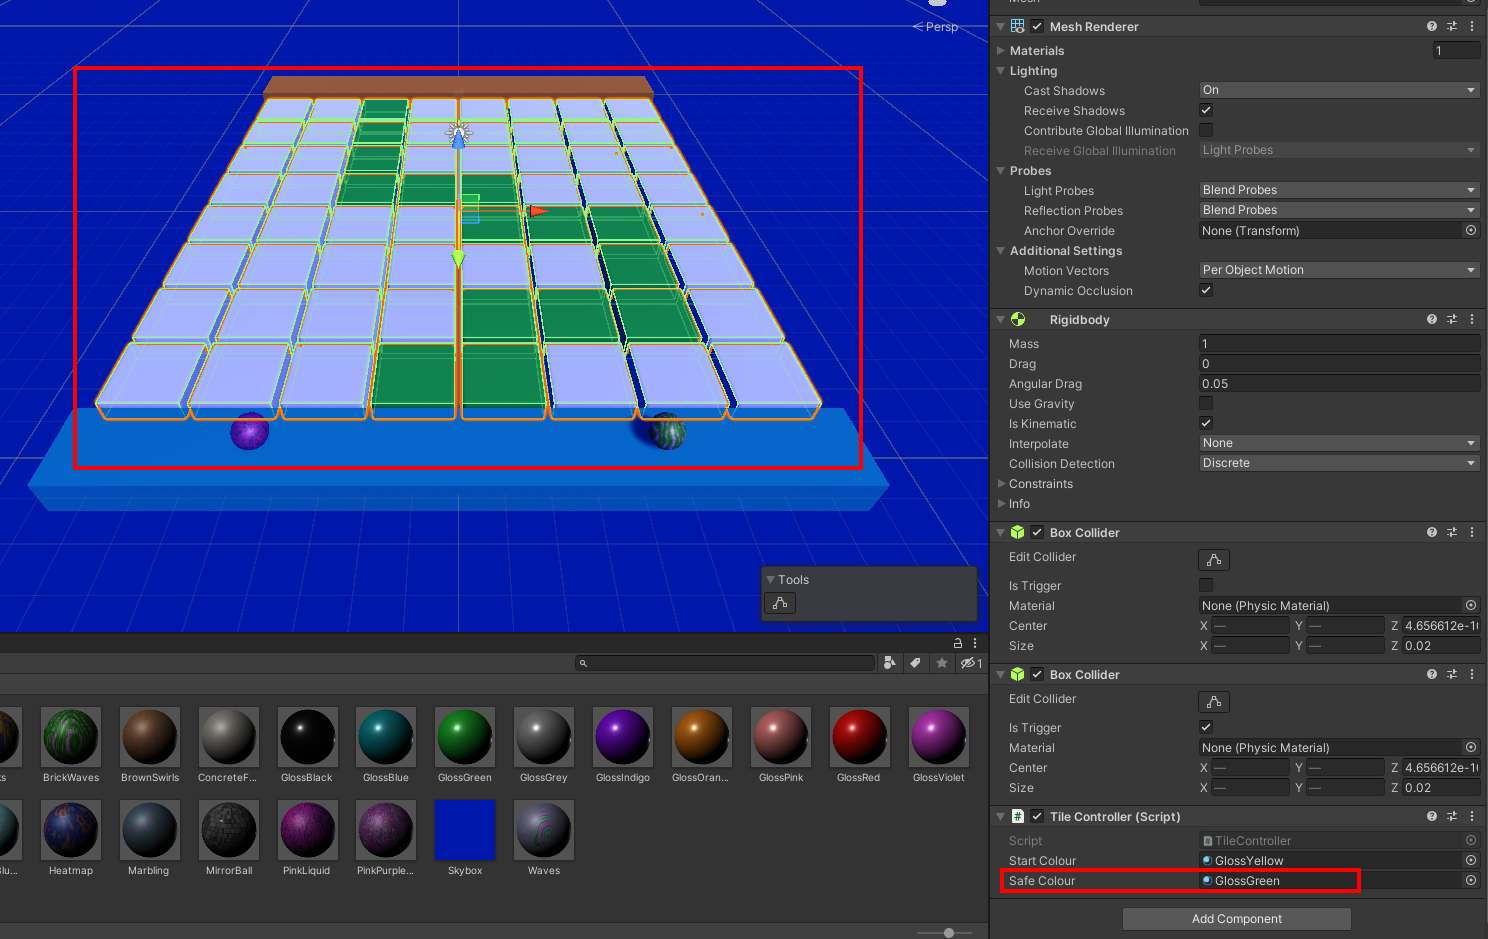 Persp
Mesh
Mesh Renderer
Materials
1
Lighting
Cast Shadows
On
Receive Shadows
Contribute Global Illumination
Receive Global Illumination
Light Probes
Probes
Light Probes
Blend Probes
Reflection Probes
Blend Probes
Anchor Override
None (Transform)
Additional Settings
Motion Vectors
Per Object Motion
Dynamic Occlusion
Rigidbody
Mass
1
Drag
0
Angular Drag
0.05
Use Gravity
Is Kinematic
Interpolate
None
Collision Detection
Discrete
Constraints
Info
Box Collider
Edit Collider
Is Trigger
Material
None (Physic Material)
Center
X — Y — Z 4.656612e-1
Size
X — Y — Z 0.02
Box Collider
Edit Collider
Is Trigger
Material
None (Physic Material)
Center
X — Y — Z 4.656612e-1
Size
X — Y — Z 0.02
# Tile Controller (Script)
Script
# TileController
Start Colour
GlossYellow
Safe Colour
GlossGreen
Add Component
Tools
1
BrickWaves
BrownSwirls
ConcreteF...
GlossBlack
GlossBlue
GlossGreen
GlossGrey
GlossIndigo
GlossOran...
GlossPink
GlossRed
GlossViolet
Heatmap
Marbling
MirrorBall
PinkLiquid
PinkPurple...
Skybox
Waves